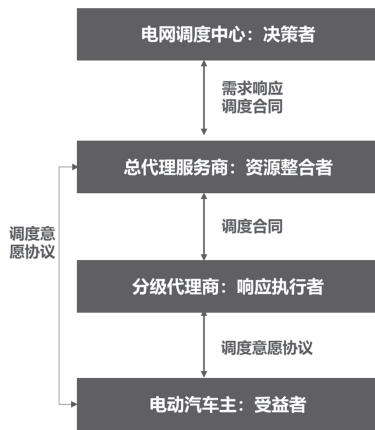 电网调度中心：决策者
需求响应
调度合同
总代理服务商：资源整合者
调度意
愿协议
调度合同
分级代理商：响应执行者
调度意愿协议
电动汽车主：受益者